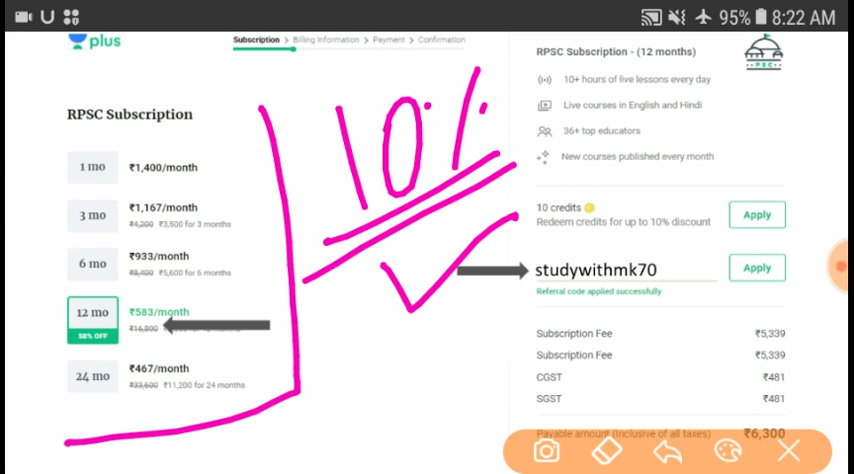 95% 8:22 AM
plus
Subscription > Billing Information > Payment > Confirmation
RPSC Subscription
1 mo ₹1,400/month
3 mo ₹1,167/month
₹4,200 ₹3,500 for 3 months
6 mo ₹933/month
₹8,400 ₹5,600 for 6 months
12 mo ₹583/month
58% OFF ₹16,800
24 mo ₹467/month
₹33,600 ₹11,200 for 24 months
10%
RPSC Subscription - (12 months)
PSC
10+ hours of live lessons every day
Live courses in English and Hindi
36+ top educators
New courses published every month
10 credits
Redeem credits for up to 10% discount
Apply
studywithmk70
Apply
Referral code applied successfully
Subscription Fee ₹5,339
Subscription Fee ₹5,339
CGST ₹481
SGST ₹481
Payable amount (Inclusive of all taxes) ₹6,300